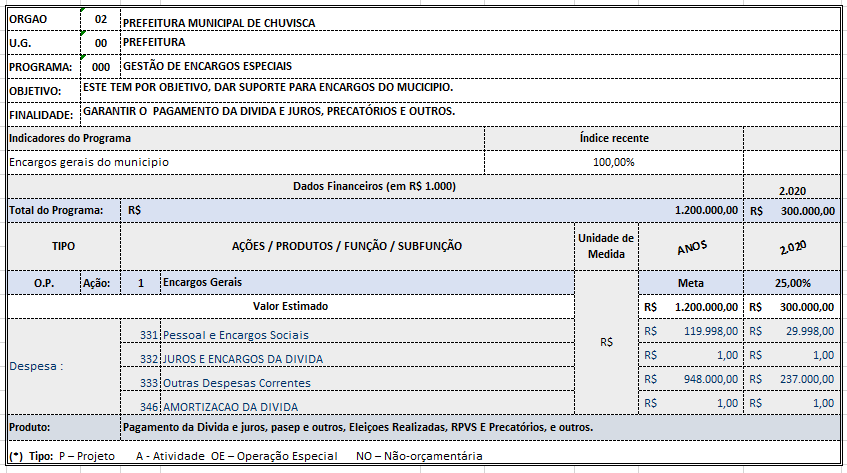 ORGAO 02 PREFEITURA MUNICIPAL DE CHUVISCA
U.G. 00 PREFEITURA
PROGRAMA: 000 GESTÃO DE ENCARGOS ESPECIAIS
OBJETIVO: ESTE TEM POR OBJETIVO, DAR SUPORTE PARA ENCARGOS DO MUCICIPIO.
FINALIDADE: GARANTIR O PAGAMENTO DA DIVIDA E JUROS, PRECATÓRIOS E OUTROS.
Indicadores do Programa Índice recente
Encargos gerais do municipio 100,00%
Dados Financeiros (em R$ 1.000) 2.020
Total do Programa: R$ 1.200.000,00 R$ 300.000,00
TIPO AÇÕES / PRODUTOS / FUNÇÃO / SUBFUNÇÃO Unidade de Medida ANOS 2.020
O.P. Ação: 1 Encargos Gerais Meta 25,00%
Valor Estimado R$ R$ 1.200.000,00 R$ 300.000,00
Despesa :
331 Pessoal e Encargos Sociais R$ 119.998,00 R$ 29.998,00
332 JUROS E ENCARGOS DA DIVIDA R$ 1,00 R$ 1,00
333 Outras Despesas Correntes R$ 948.000,00 R$ 237.000,00
346 AMORTIZACAO DA DIVIDA R$ 1,00 R$ 1,00
Produto: Pagamento da Divida e juros, pasep e outros, Eleiçoes Realizadas, RPVS E Precatórios, e outros.
(*) Tipo: P – Projeto A - Atividade OE – Operação Especial NO – Não-orçamentária